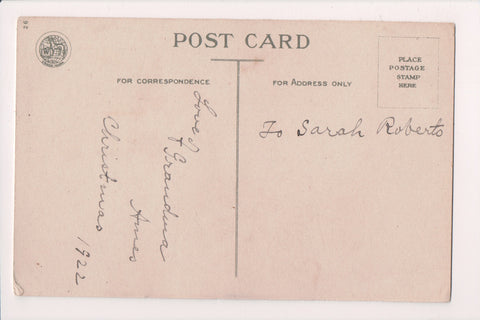 POST CARD
FOR CORRESPONDENCE
FOR ADDRESS ONLY
PLACE
POSTAGE
STAMP
HERE
To Sarah Roberts
Love of
Grandma
Ames
Christmas 1922